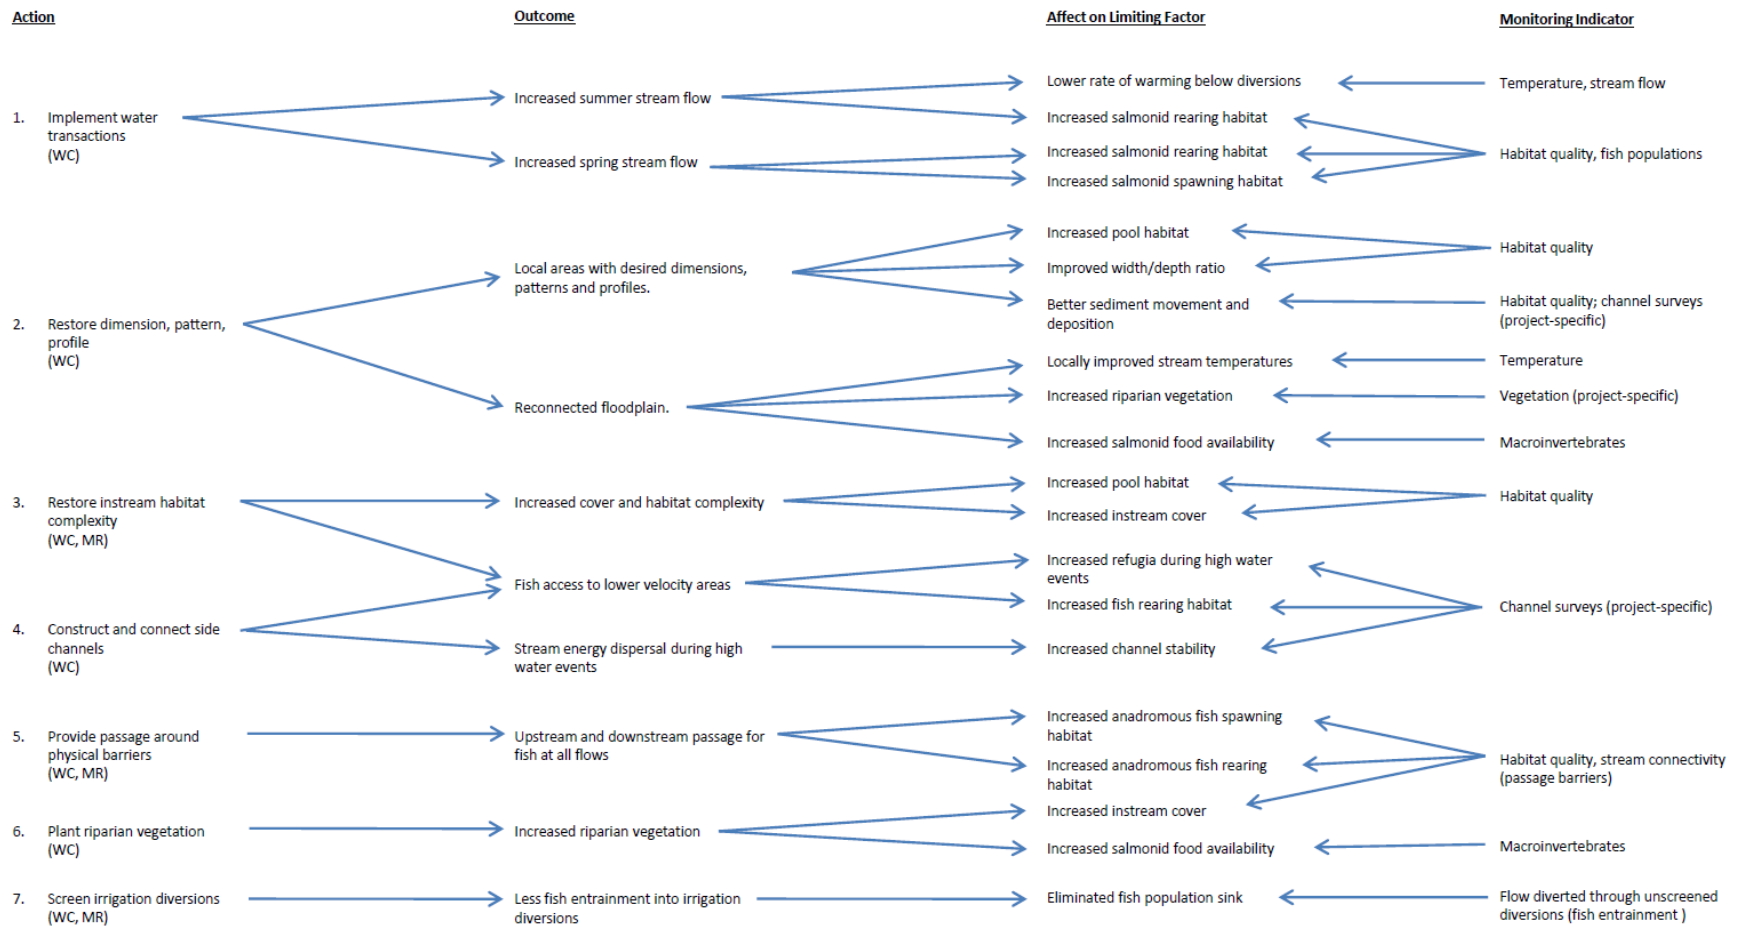 Action
Outcome
Affect on Limiting Factor
Monitoring Indicator
1. Implement water
transactions
(WC)
Increased summer stream flow
Increased spring stream flow
Lower rate of warming below diversions
Increased salmonid rearing habitat
Increased salmonid rearing habitat
Increased salmonid spawning habitat
Temperature, stream flow
Habitat quality, fish populations
2. Restore dimension, pattern,
profile
(WC)
Local areas with desired dimensions,
patterns and profiles.
Reconnected floodplain.
Increased pool habitat
Improved width/depth ratio
Better sediment movement and
deposition
Locally improved stream temperatures
Increased riparian vegetation
Increased salmonid food availability
Habitat quality
Habitat quality; channel surveys
(project-specific)
Temperature
Vegetation (project-specific)
Macroinvertebrates
3. Restore instream habitat
complexity
(WC, MR)
Increased cover and habitat complexity
Fish access to lower velocity areas
Increased pool habitat
Increased instream cover
Increased refugia during high water
events
Increased fish rearing habitat
Habitat quality
Channel surveys (project-specific)
4. Construct and connect side
channels
(WC)
Stream energy dispersal during high
water events
Increased channel stability
5. Provide passage around
physical barriers
(WC, MR)
Upstream and downstream passage for
fish at all flows
Increased anadromous fish spawning
habitat
Increased anadromous fish rearing
habitat
Habitat quality, stream connectivity
(passage barriers)
6. Plant riparian vegetation
(WC)
Increased riparian vegetation
Increased instream cover
Increased salmonid food availability
Macroinvertebrates
7. Screen irrigation diversions
(WC, MR)
Less fish entrainment into irrigation
diversions
Eliminated fish population sink
Flow diverted through unscreened
diversions (fish entrainment )